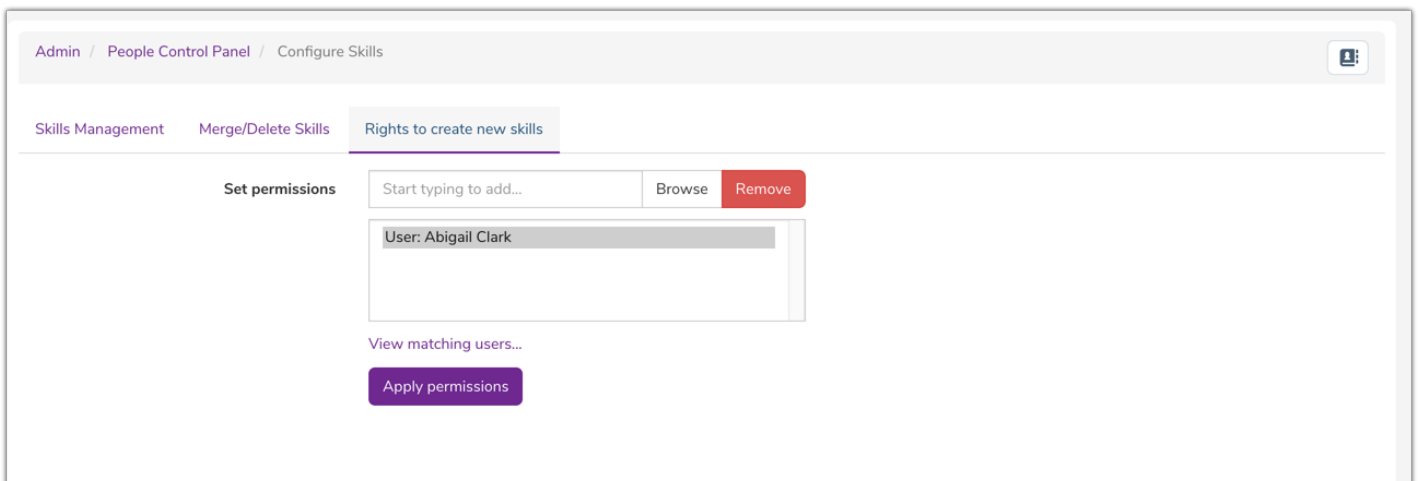 Admin / People Control Panel / Configure Skills
Skills Management Merge/Delete Skills Rights to create new skills
Set permissions Start typing to add... Browse Remove
User: Abigail Clark
View matching users...
Apply permissions